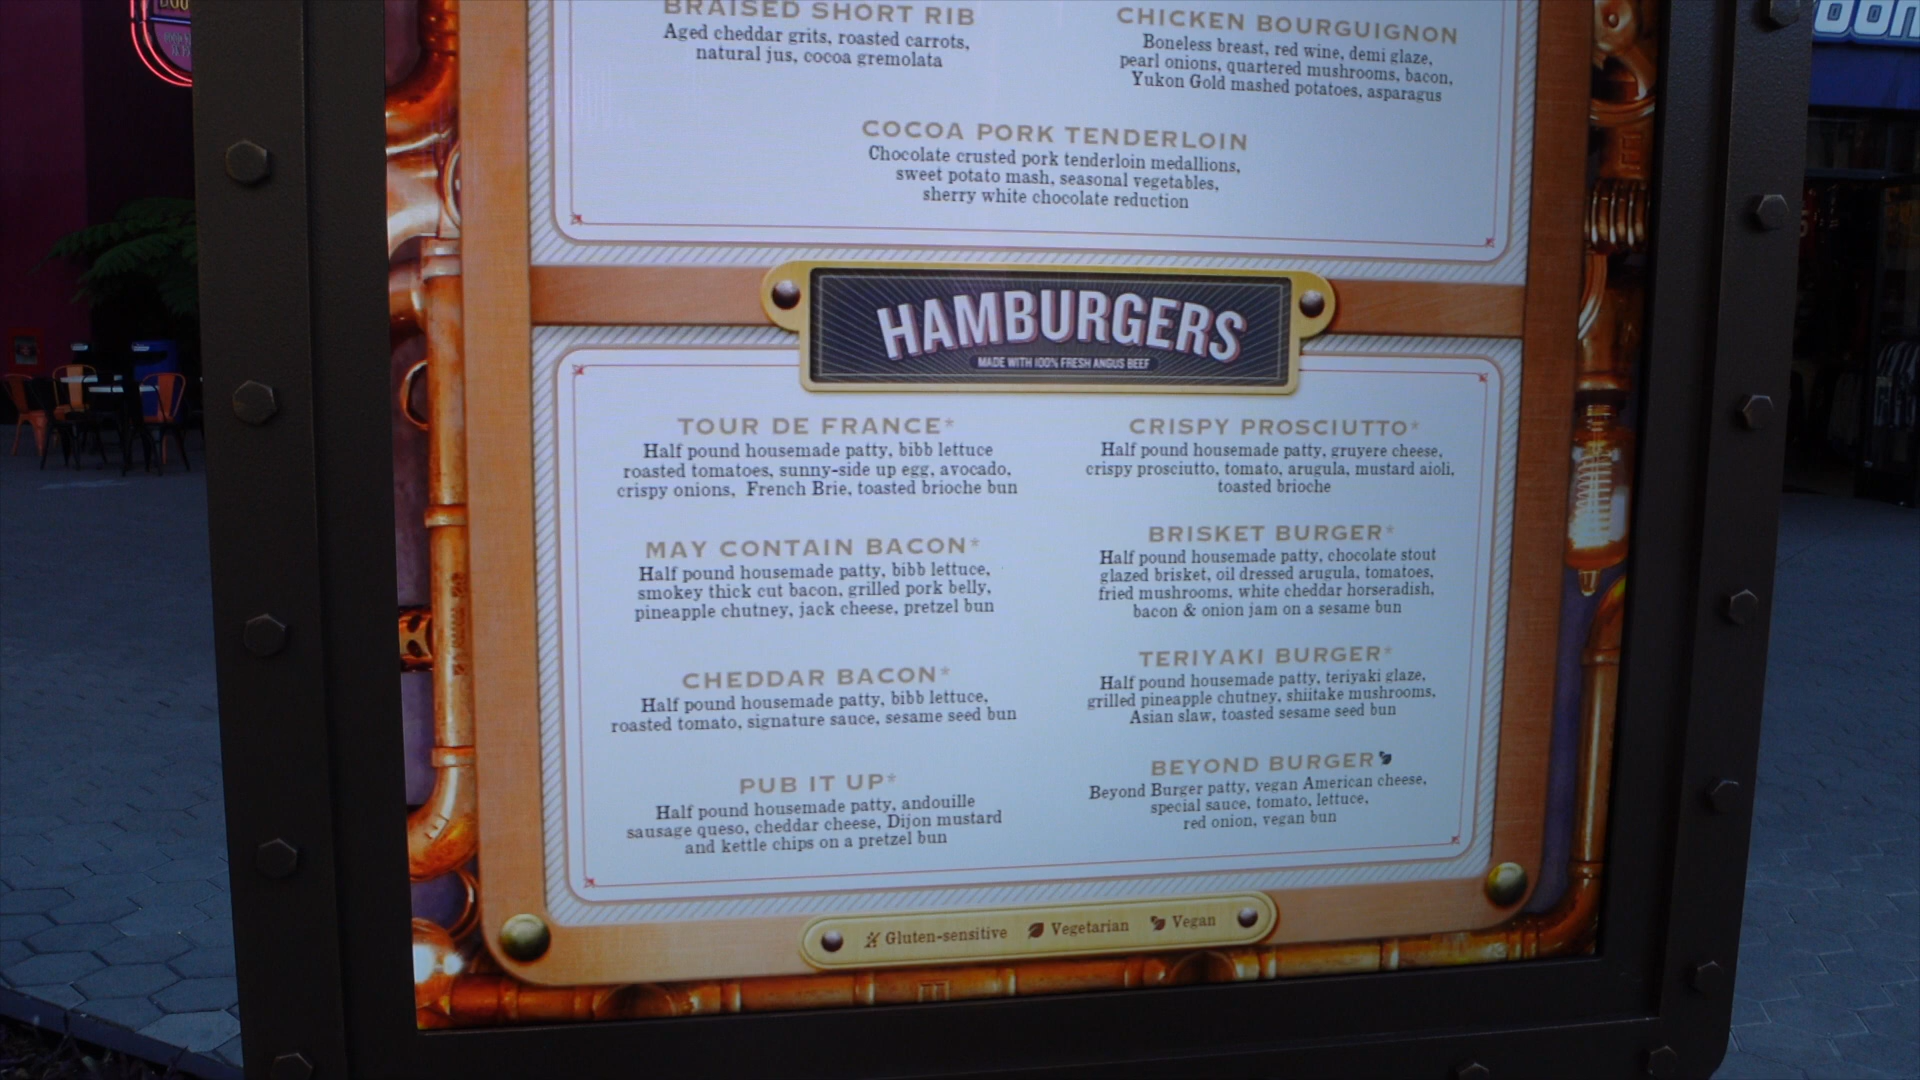 BRAISED SHORT RIB
Aged cheddar grits, roasted carrots,
natural jus, cocoa gremolata
CHICKEN BOURGUIGNON
Boneless breast, red wine, demi glaze,
pearl onions, quartered mushrooms, bacon,
Yukon Gold mashed potatoes, asparagus
COCOA PORK TENDERLOIN
Chocolate crusted pork tenderloin medallions,
sweet potato mash, seasonal vegetables,
sherry white chocolate reduction
HAMBURGERS
MADE WITH 100% FRESH ANGUS BEEF
TOUR DE FRANCE*
Half pound housemade patty, bibb lettuce
roasted tomatoes, sunny-side up egg, avocado,
crispy onions, French Brie, toasted brioche bun
MAY CONTAIN BACON*
Half pound housemade patty, bibb lettuce,
smokey thick cut bacon, grilled pork belly,
pineapple chutney, jack cheese, pretzel bun
CHEDDAR BACON*
Half pound housemade patty, bibb lettuce,
roasted tomato, signature sauce, sesame seed bun
PUB IT UP*
Half pound housemade patty, andouille
sausage queso, cheddar cheese, Dijon mustard
and kettle chips on a pretzel bun
CRISPY PROSCIUTTO*
Half pound housemade patty, gruyere cheese,
crispy prosciutto, tomato, arugula, mustard aioli,
toasted brioche
BRISKET BURGER*
Half pound housemade patty, chocolate stout
glazed brisket, oil dressed arugula, tomatoes,
fried mushrooms, white cheddar horseradish,
bacon & onion jam on a sesame bun
TERIYAKI BURGER*
Half pound housemade patty, teriyaki glaze,
grilled pineapple chutney, shiitake mushrooms,
Asian slaw, toasted sesame seed bun
BEYOND BURGER
Beyond Burger patty, vegan American cheese,
special sauce, tomato, lettuce,
red onion, vegan bun
Gluten-sensitive Vegetarian Vegan